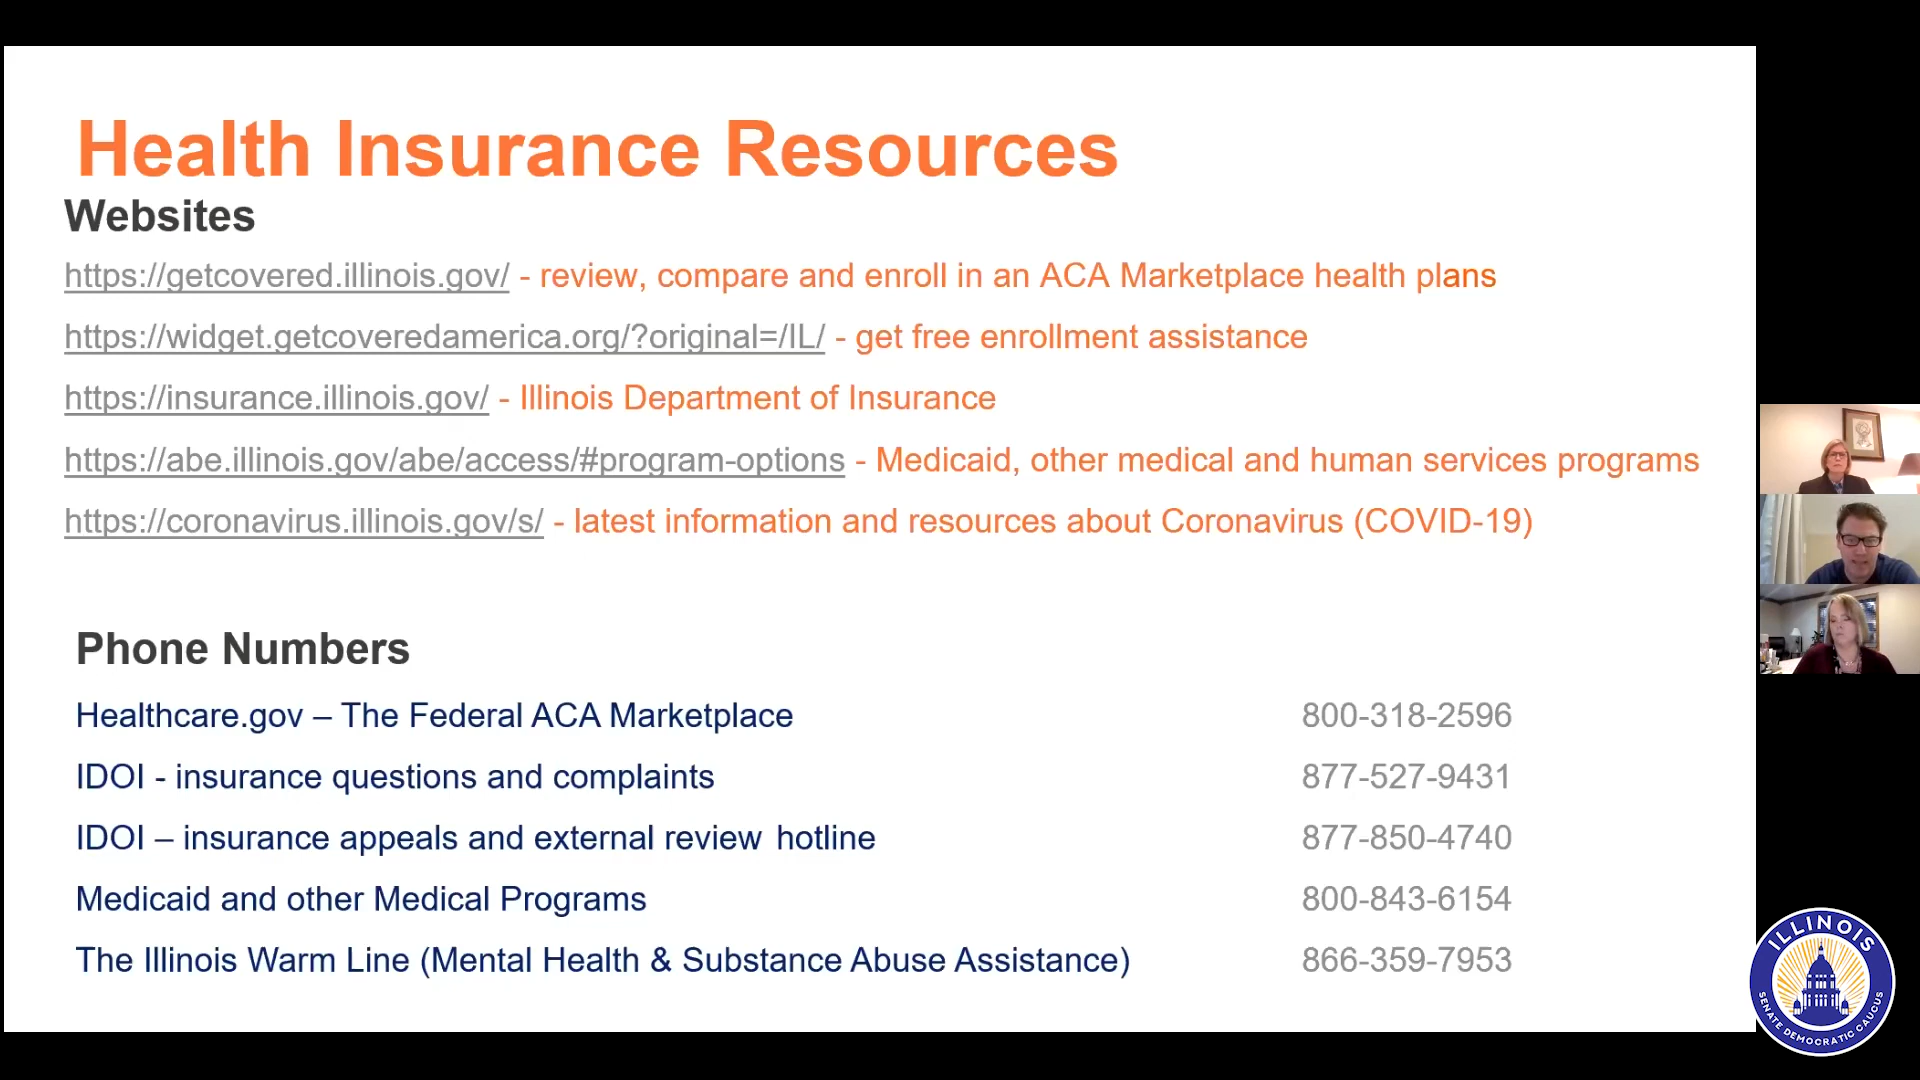 Health Insurance Resources
Websites
https://getcovered.illinois.gov/ - review, compare and enroll in an ACA Marketplace health plans
https://widget.getcoveredamerica.org/?original=/IL/ - get free enrollment assistance
https://insurance.illinois.gov/ - Illinois Department of Insurance
https://abe.illinois.gov/abe/access/#program-options - Medicaid, other medical and human services programs
https://coronavirus.illinois.gov/s/ - latest information and resources about Coronavirus (COVID-19)
Phone Numbers
Healthcare.gov – The Federal ACA Marketplace 800-318-2596
IDOI - insurance questions and complaints 877-527-9431
IDOI – insurance appeals and external review hotline 877-850-4740
Medicaid and other Medical Programs 800-843-6154
The Illinois Warm Line (Mental Health & Substance Abuse Assistance) 866-359-7953
ILLINOIS
SENATE DEMOCRATIC CAUCUS